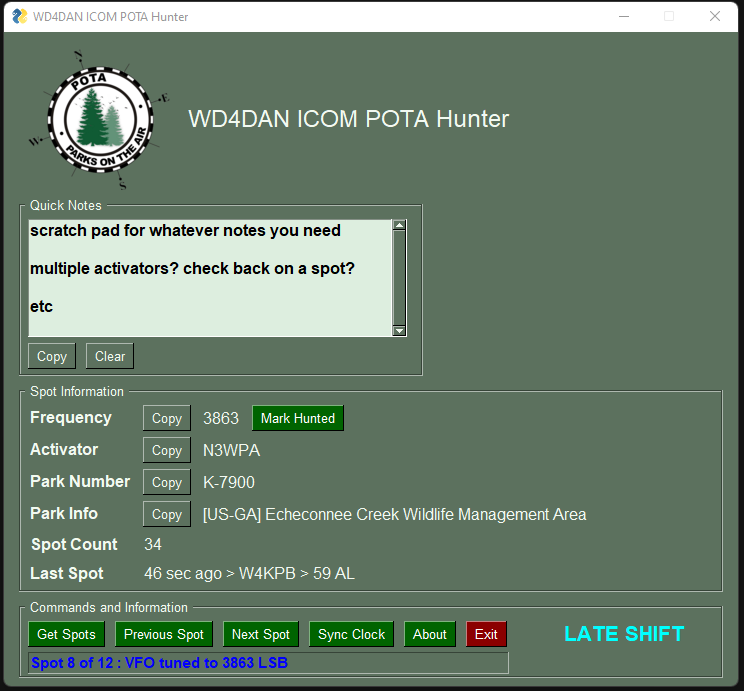 WD4DAN ICOM POTA Hunter
N
POTA
E
W
PARKS ON THE AIR
S
WD4DAN ICOM POTA Hunter
Quick Notes
scratch pad for whatever notes you need
multiple activators? check back on a spot?
etc
Copy Clear
Spot Information
Frequency Copy 3863 Mark Hunted
Activator Copy N3WPA
Park Number Copy K-7900
Park Info Copy [US-GA] Echeconnee Creek Wildlife Management Area
Spot Count 34
Last Spot 46 sec ago > W4KPB > 59 AL
Commands and Information
Get Spots Previous Spot Next Spot Sync Clock About Exit LATE SHIFT
Spot 8 of 12 : VFO tuned to 3863 LSB